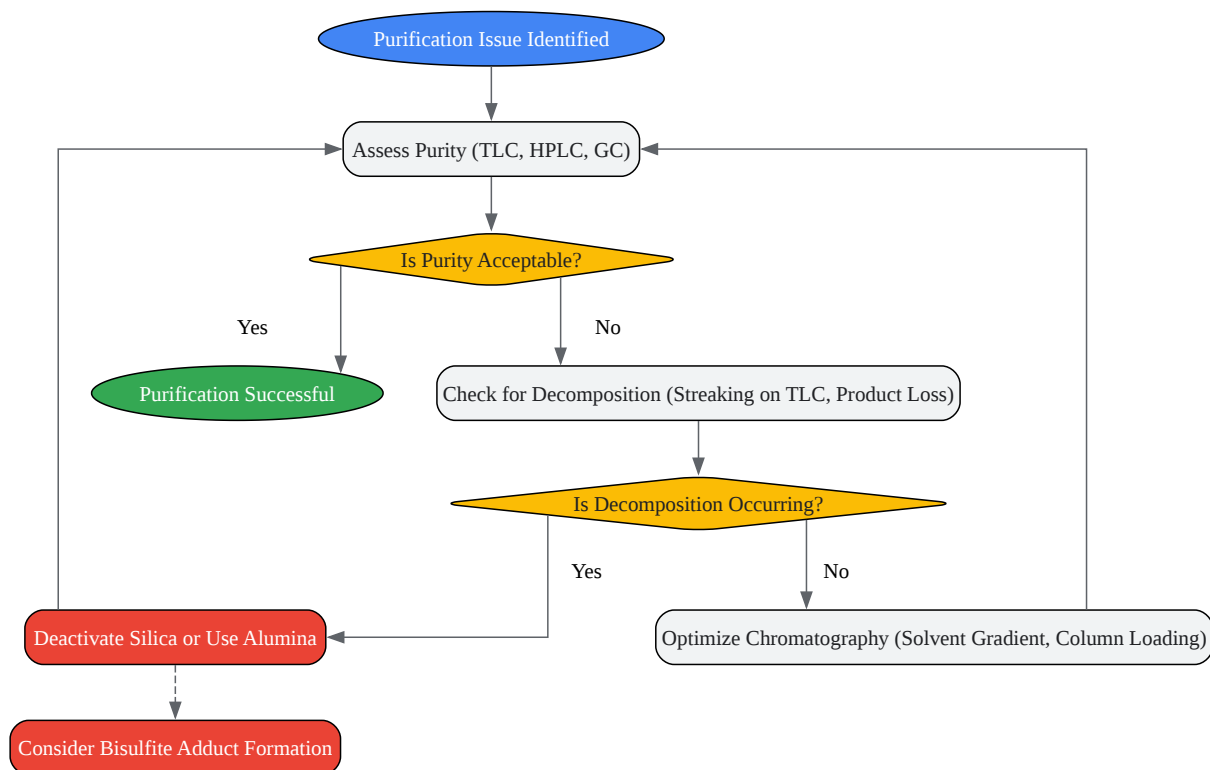 Purification Issue Identified
Assess Purity (TLC, HPLC, GC)
Is Purity Acceptable?
Yes
No
Purification Successful
Check for Decomposition (Streaking on TLC, Product Loss)
Is Decomposition Occurring?
Yes
No
Deactivate Silica or Use Alumina
Optimize Chromatography (Solvent Gradient, Column Loading)
Consider Bisulfite Adduct Formation